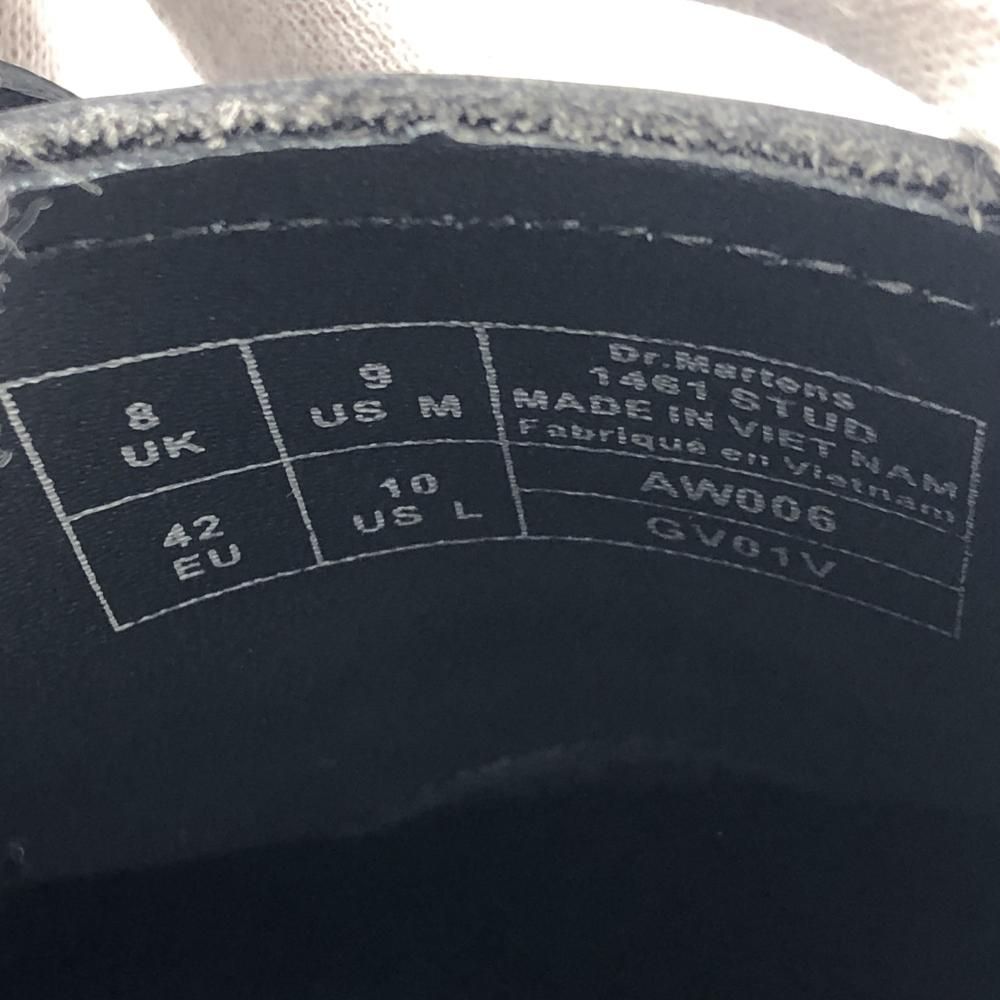 8
UK
9
US M
42
EU
10
US L
Dr.Martens
1461 STUD
MADE IN VIET NAM
Fabriqué en Vietnam
AW006
GV01V